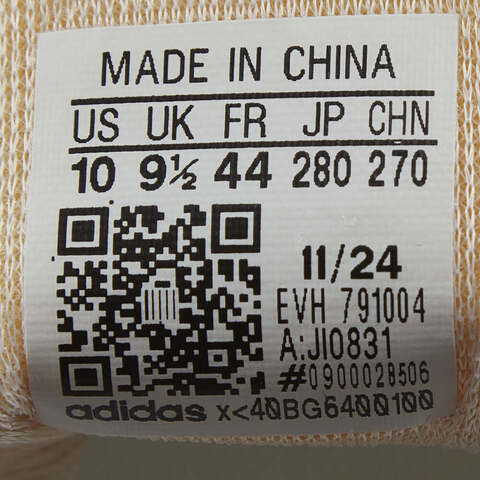 MADE IN CHINA
US UK FR JP CHN
10 9½ 44 280 270
11/24
EVH 791004
A:JI0831
#0900028506
adidas X<40BG6400100